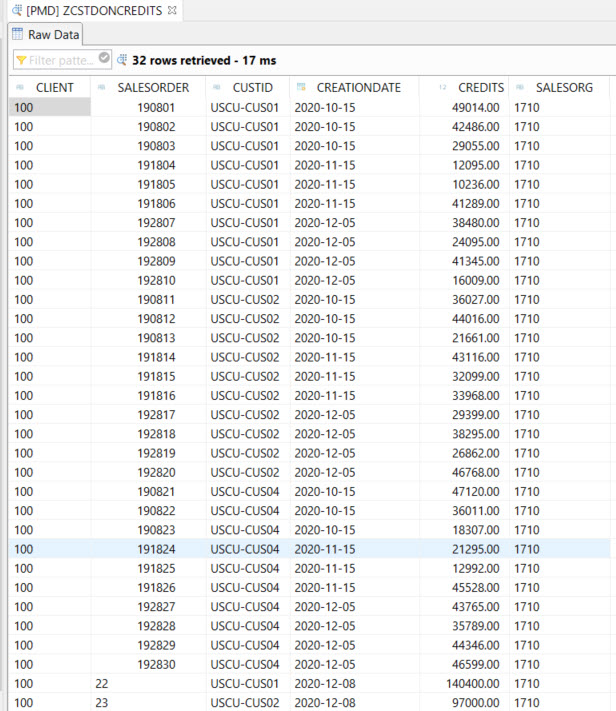 [PMD] ZCSTDONCREDITS
Raw Data
Filter patte... 32 rows retrieved - 17 ms
CLIENT SALESORDER CUSTID CREATIONDATE 12 CREDITS SALESORG
100 190801 USCU-CUS01 2020-10-15 49014.00 1710
100 190802 USCU-CUS01 2020-10-15 42486.00 1710
100 190803 USCU-CUS01 2020-10-15 29055.00 1710
100 191804 USCU-CUS01 2020-11-15 12095.00 1710
100 191805 USCU-CUS01 2020-11-15 10236.00 1710
100 191806 USCU-CUS01 2020-11-15 41289.00 1710
100 192807 USCU-CUS01 2020-12-05 38480.00 1710
100 192808 USCU-CUS01 2020-12-05 24095.00 1710
100 192809 USCU-CUS01 2020-12-05 41345.00 1710
100 192810 USCU-CUS01 2020-12-05 16009.00 1710
100 190811 USCU-CUS02 2020-10-15 36027.00 1710
100 190812 USCU-CUS02 2020-10-15 44016.00 1710
100 190813 USCU-CUS02 2020-10-15 21661.00 1710
100 191814 USCU-CUS02 2020-11-15 43116.00 1710
100 191815 USCU-CUS02 2020-11-15 32099.00 1710
100 191816 USCU-CUS02 2020-11-15 33968.00 1710
100 192817 USCU-CUS02 2020-12-05 29399.00 1710
100 192818 USCU-CUS02 2020-12-05 38295.00 1710
100 192819 USCU-CUS02 2020-12-05 26862.00 1710
100 192820 USCU-CUS02 2020-12-05 46768.00 1710
100 190821 USCU-CUS04 2020-10-15 47120.00 1710
100 190822 USCU-CUS04 2020-10-15 36011.00 1710
100 190823 USCU-CUS04 2020-10-15 18307.00 1710
100 191824 USCU-CUS04 2020-11-15 21295.00 1710
100 191825 USCU-CUS04 2020-11-15 12992.00 1710
100 191826 USCU-CUS04 2020-11-15 45528.00 1710
100 192827 USCU-CUS04 2020-12-05 43765.00 1710
100 192828 USCU-CUS04 2020-12-05 35789.00 1710
100 192829 USCU-CUS04 2020-12-05 44346.00 1710
100 192830 USCU-CUS04 2020-12-05 46599.00 1710
100 22 USCU-CUS01 2020-12-08 140400.00 1710
100 23 USCU-CUS02 2020-12-08 97000.00 1710